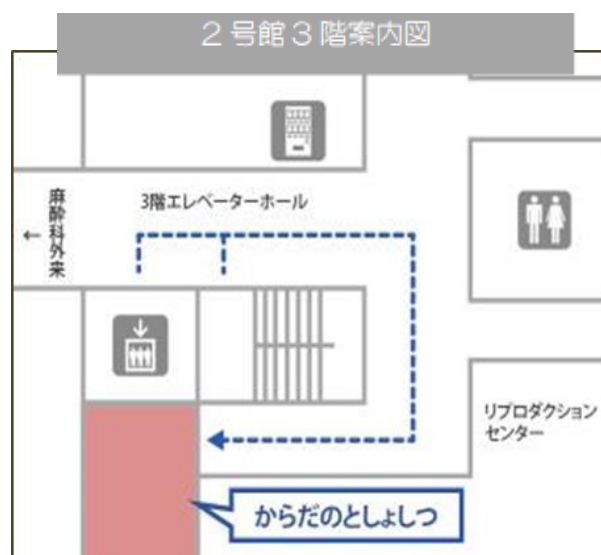 2号館3階案内図
3階エレベーターホール
←麻酔科外来
リプロダクション
センター
からだのとしょしつ